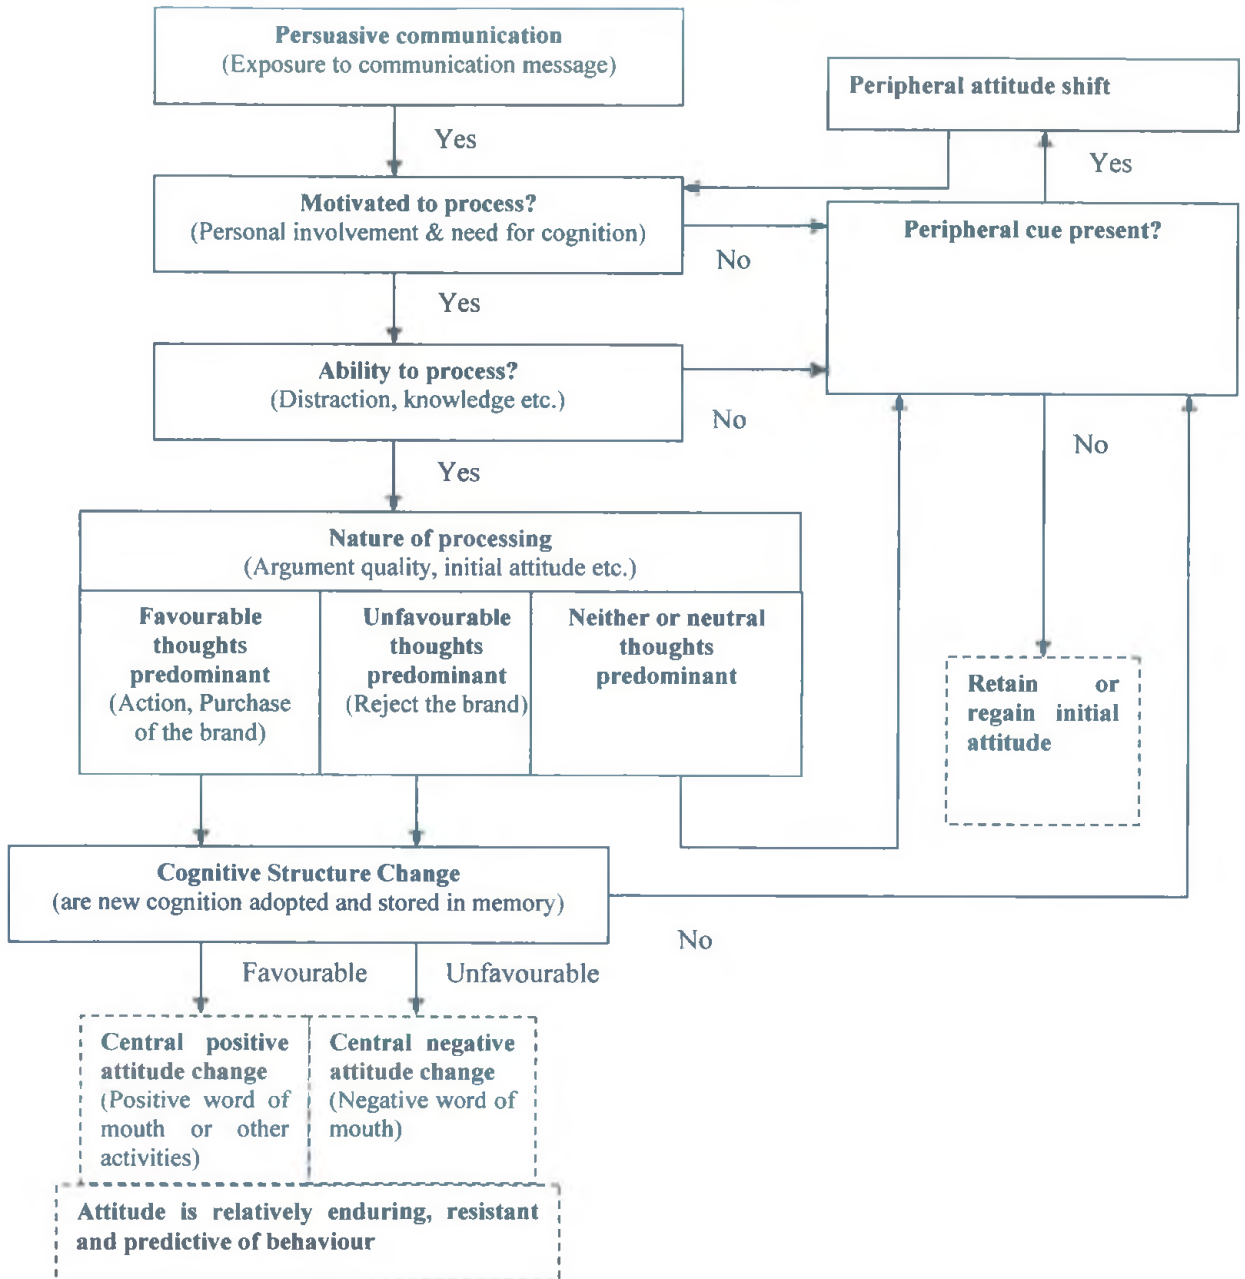 Persuasive communication
(Exposure to communication message)
Peripheral attitude shift
Yes
Yes
Motivated to process?
(Personal involvement & need for cognition)
Peripheral cue present?
No
Yes
Ability to process?
(Distraction, knowledge etc.)
No
No
Yes
Nature of processing
(Argument quality, initial attitude etc.)
Favourable
thoughts
predominant
(Action, Purchase
of the brand)
Unfavourable
thoughts
predominant
(Reject the brand)
Neither or neutral
thoughts
predominant
Retain or
regain initial
attitude
Cognitive Structure Change
(are new cognition adopted and stored in memory)
No
Favourable
Unfavourable
Central positive
attitude change
(Positive word of
mouth or other
activities)
Central negative
attitude change
(Negative word of
mouth)
Attitude is relatively enduring, resistant
and predictive of behaviour